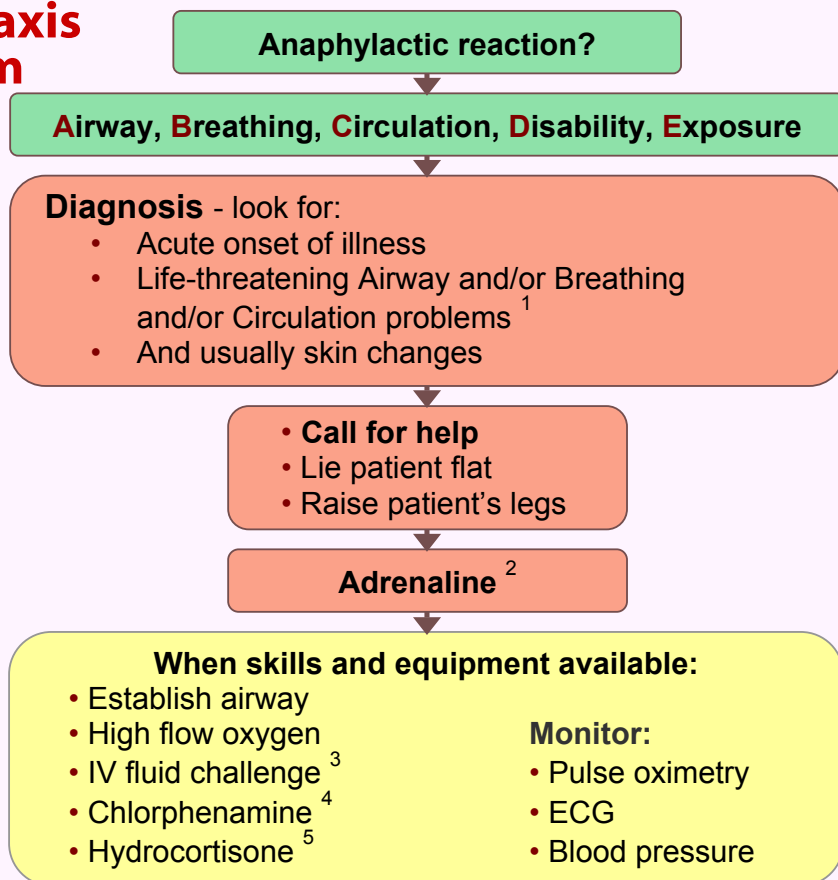 axis
m
Anaphylactic reaction?
Airway, Breathing, Circulation, Disability, Exposure
Diagnosis - look for:
• Acute onset of illness
• Life-threatening Airway and/or Breathing
and/or Circulation problems 1
• And usually skin changes
• Call for help
• Lie patient flat
• Raise patient's legs
Adrenaline 2
When skills and equipment available:
• Establish airway
• High flow oxygen
• IV fluid challenge 3
• Chlorphenamine 4
• Hydrocortisone 5
Monitor:
• Pulse oximetry
• ECG
• Blood pressure